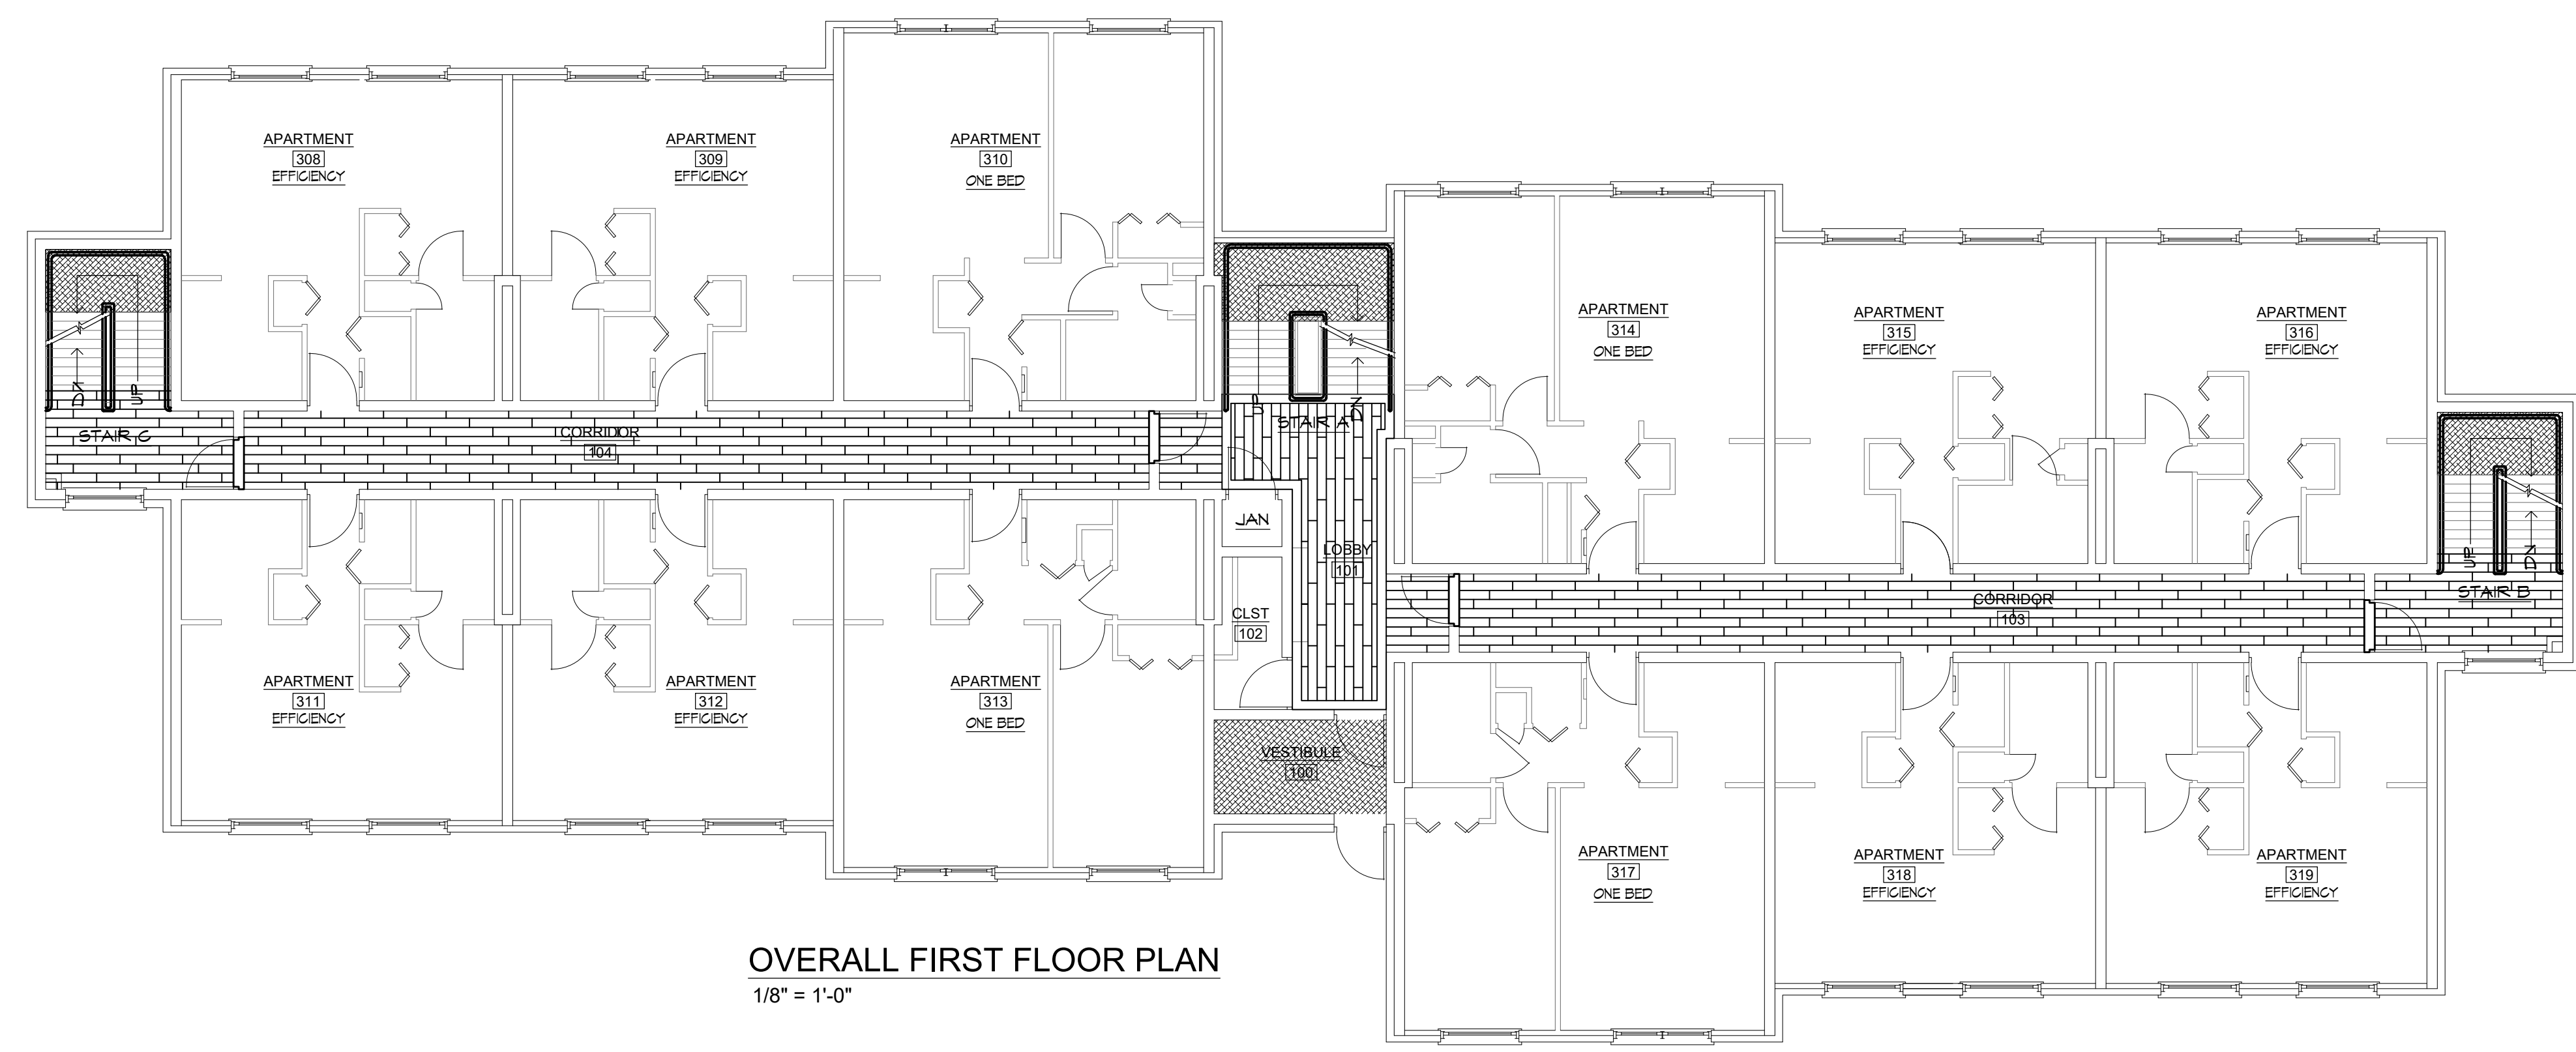 APARTMENT
308
EFFICIENCY
APARTMENT
309
EFFICIENCY
APARTMENT
310
ONE BED
APARTMENT
314
ONE BED
APARTMENT
315
EFFICIENCY
APARTMENT
316
EFFICIENCY
DN
UP
STAIR C
CORRIDOR
104
UP
DN
STAIR A
JAN
LOBBY
101
CLST
102
CORRIDOR
103
UP
DN
STAIR B
APARTMENT
311
EFFICIENCY
APARTMENT
312
EFFICIENCY
APARTMENT
313
ONE BED
VESTIBULE
100
APARTMENT
317
ONE BED
APARTMENT
318
EFFICIENCY
APARTMENT
319
EFFICIENCY
OVERALL FIRST FLOOR PLAN
1/8" = 1'-0"